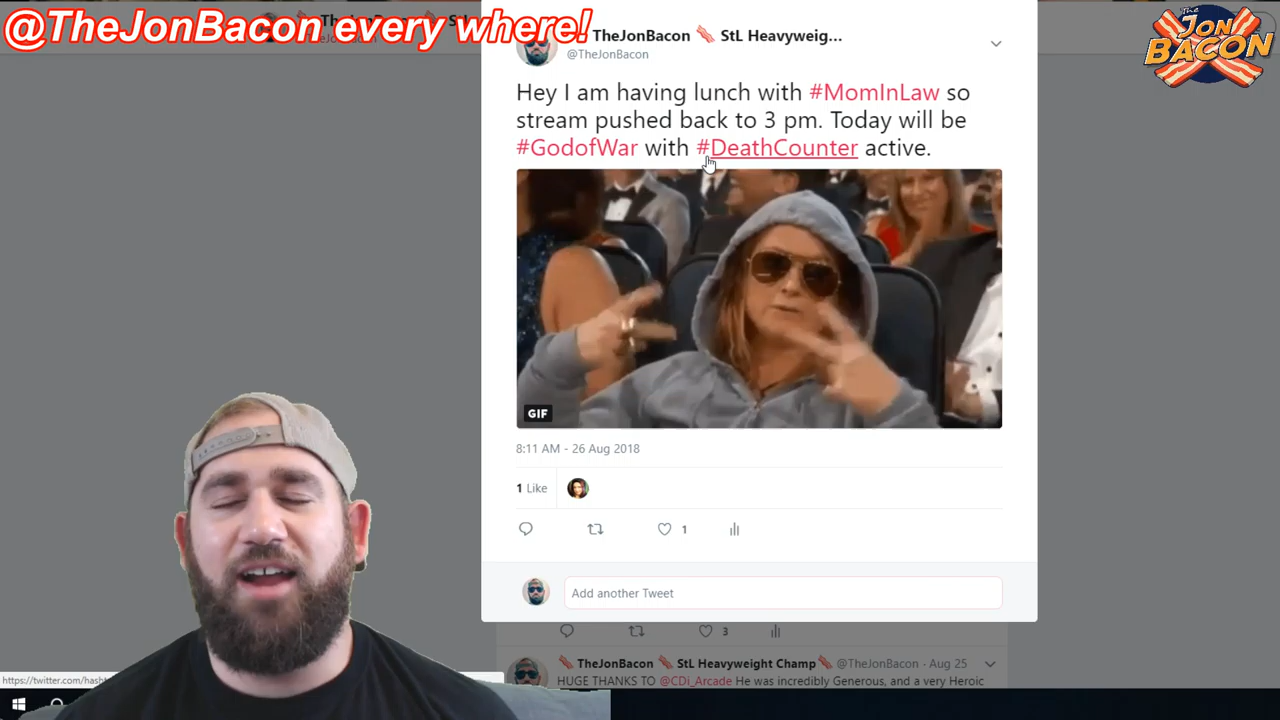 @TheJonBacon every where!
The
JON
BACON
TheJonBacon StL Heavyweig...
@TheJonBacon
Hey I am having lunch with #MomInLaw so
stream pushed back to 3 pm. Today will be
#GodofWar with #DeathCounter active.
GIF
8:11 AM - 26 Aug 2018
1 Like
1
Add another Tweet
3
TheJonBacon StL Heavyweight Champ @TheJonBacon - Aug 25
HUGE THANKS TO @CDi_Arcade He was incredibly Generous, and a very Heroic
https://twitter.com/hasht